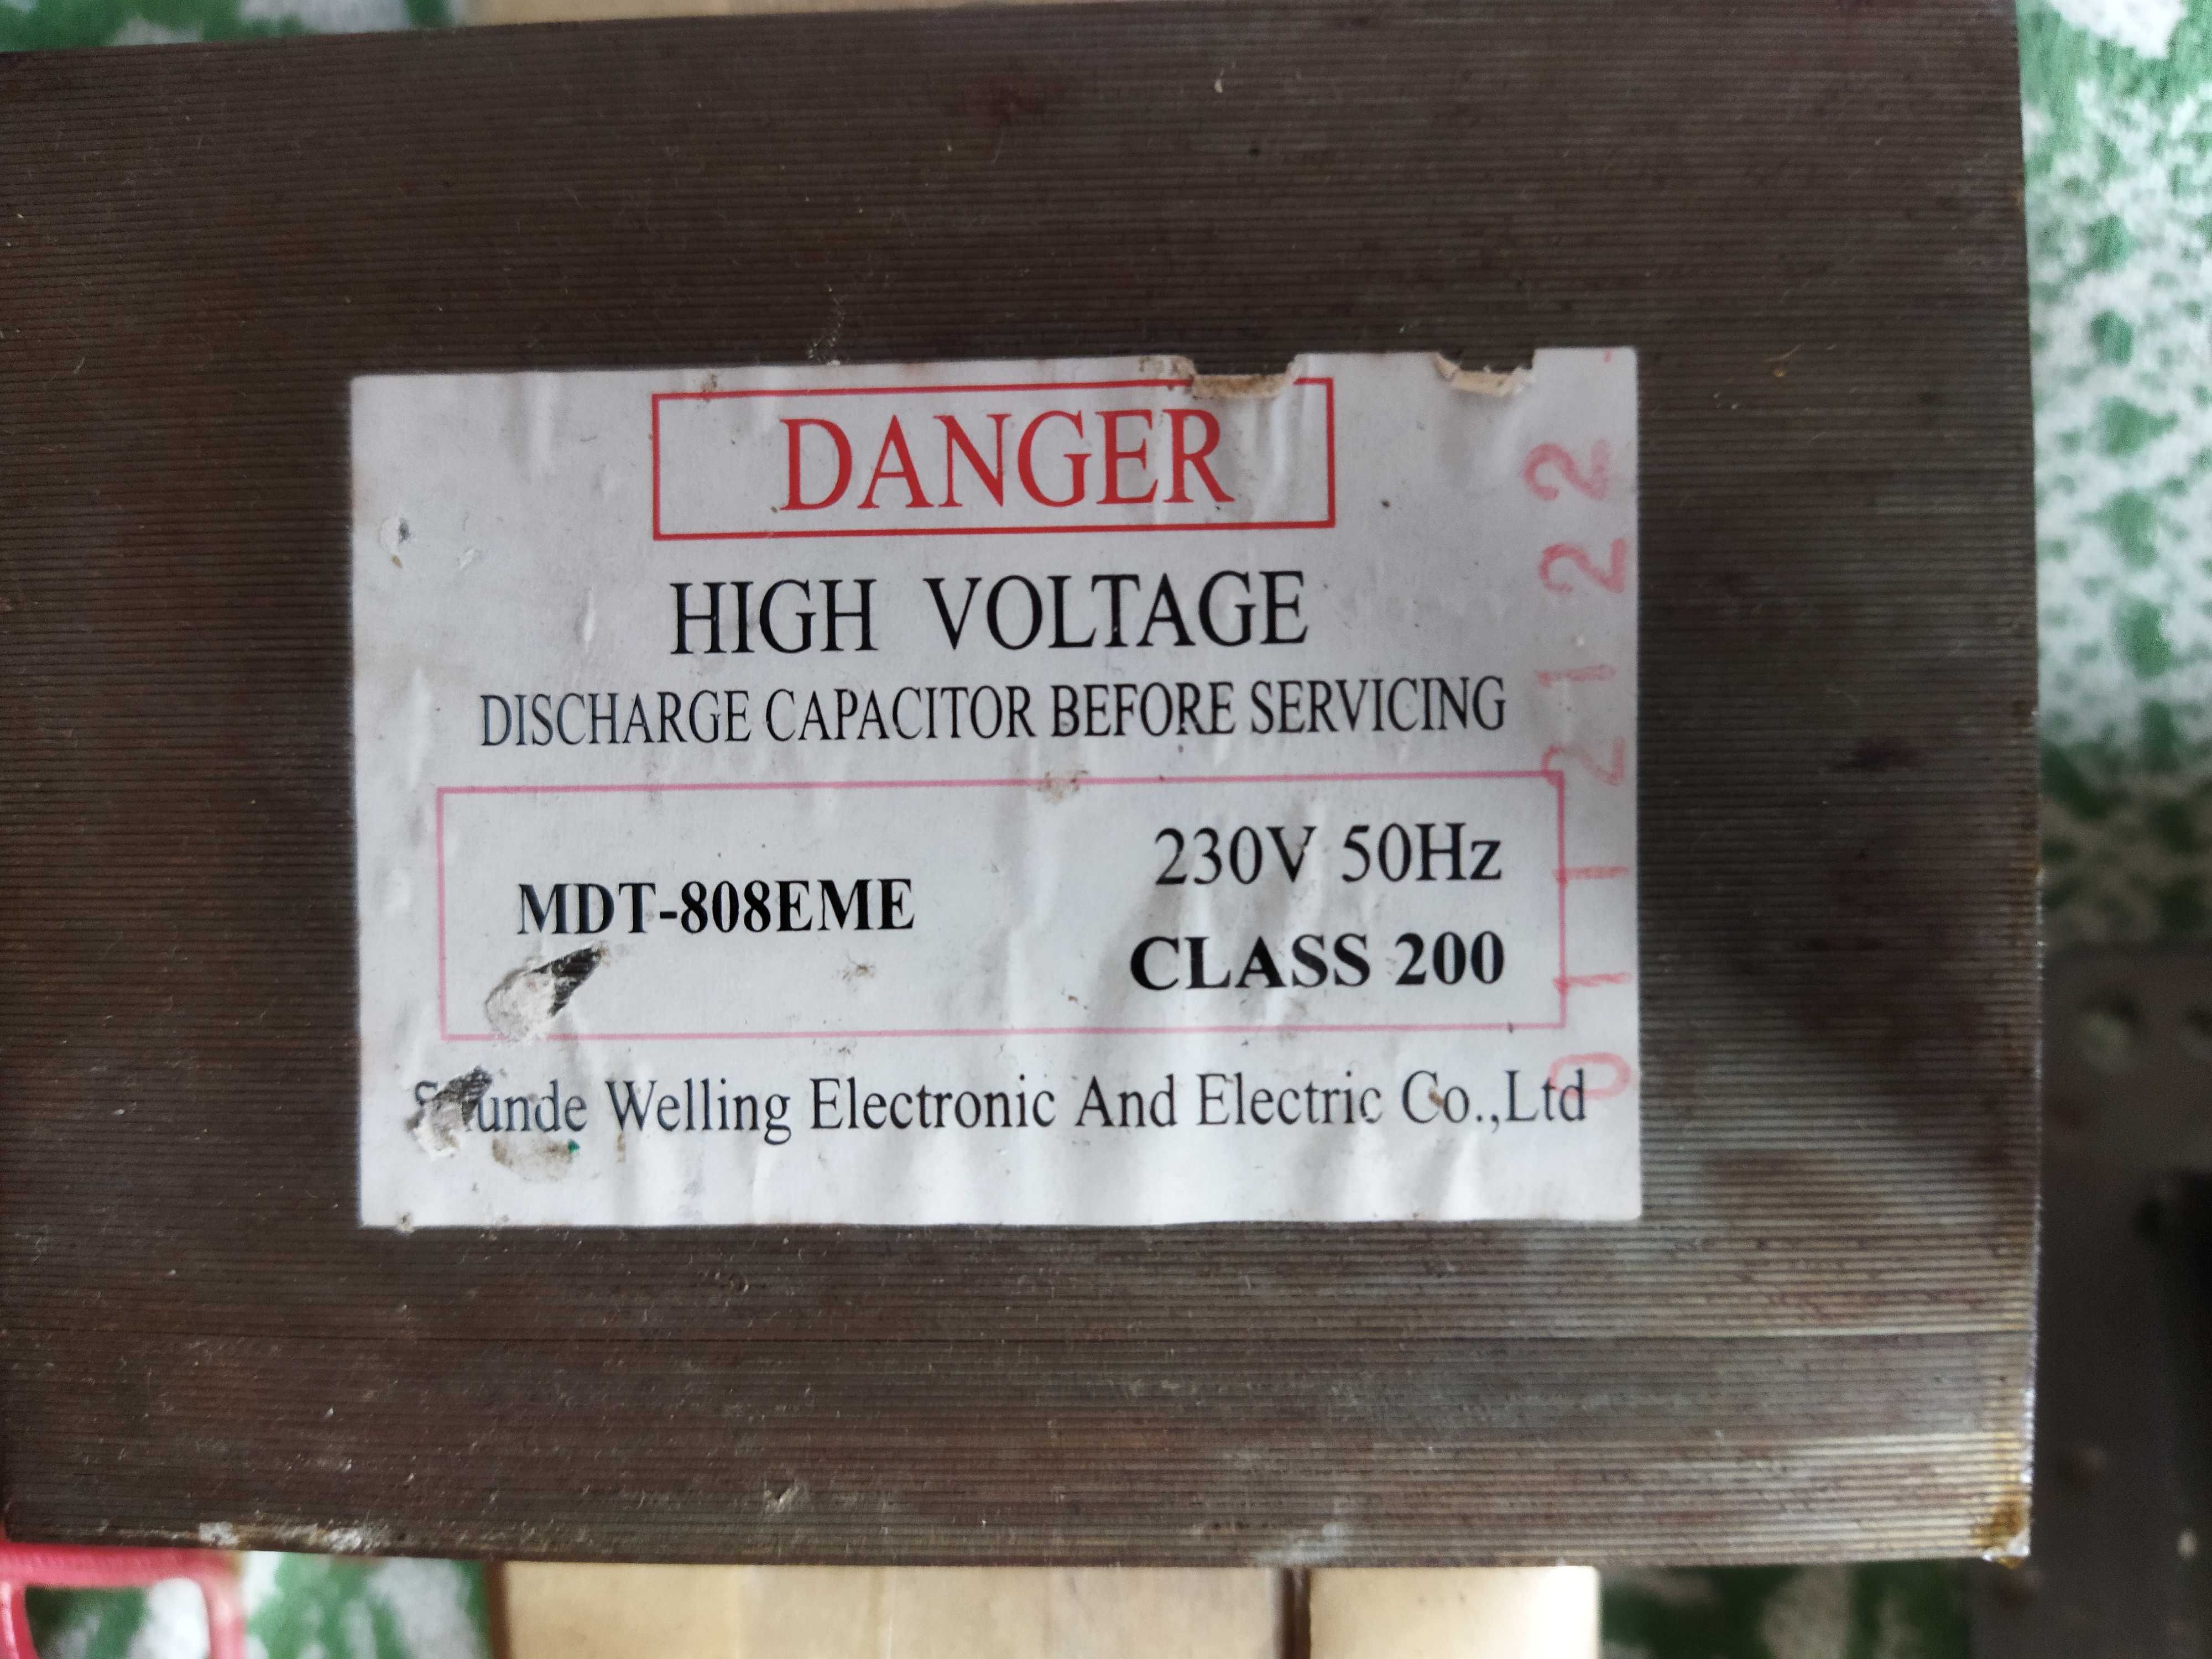 DANGER
HIGH VOLTAGE
DISCHARGE CAPACITOR BEFORE SERVICING
MDT-808EME
230V 50Hz
CLASS 200
Welling Electronic And Electric Co.,Ltd
0112122